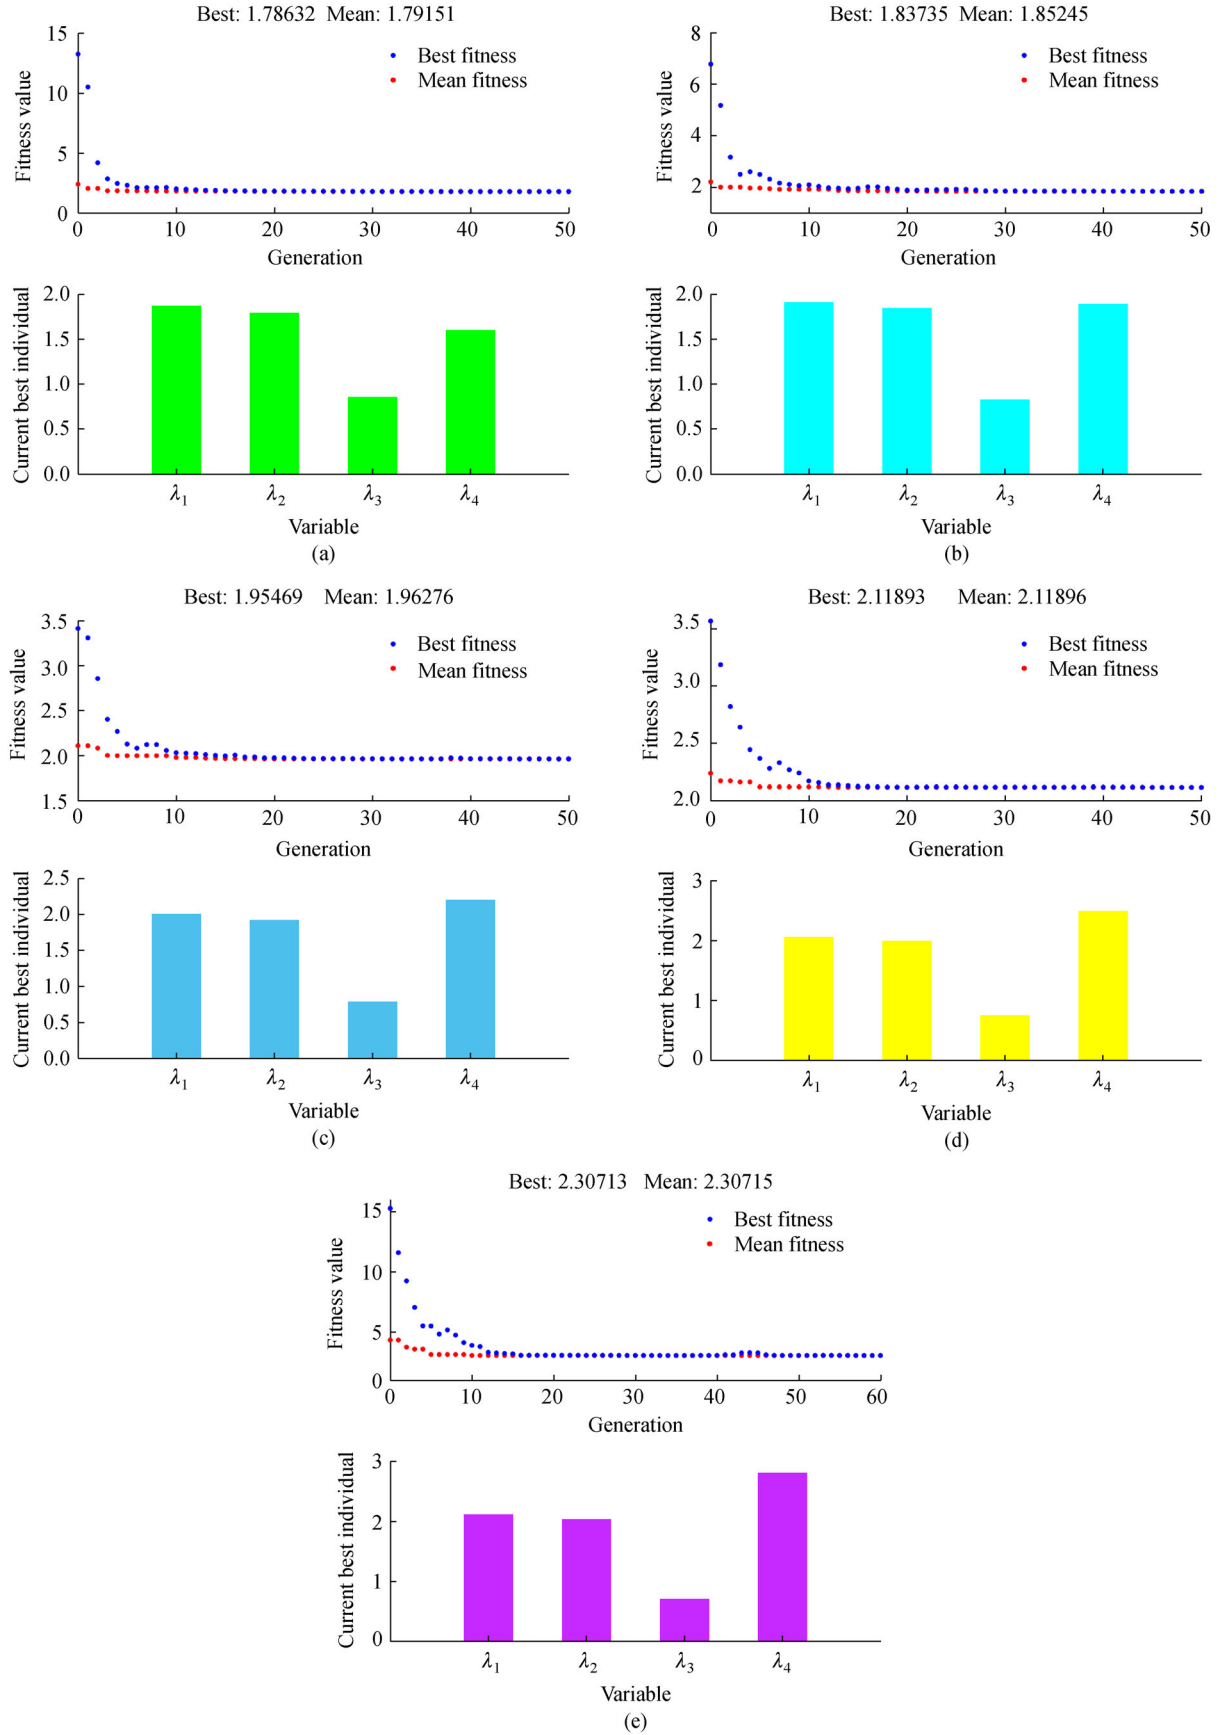 Best: 1.78632 Mean: 1.79151
15
10
5
0
Fitness value
Best fitness
Mean fitness
0 10 20 30 40 50
Generation
2.0
1.5
1.0
0.5
0.0
Current best individual
λ1 λ2 λ3 λ4
Variable
(a)
Best: 1.83735 Mean: 1.85245
8
6
4
2
Fitness value
Best fitness
Mean fitness
0 10 20 30 40 50
Generation
2.0
1.5
1.0
0.5
0.0
Current best individual
λ1 λ2 λ3 λ4
Variable
(b)
Best: 1.95469 Mean: 1.96276
3.5
3.0
2.5
2.0
1.5
Fitness value
Best fitness
Mean fitness
0 10 20 30 40 50
Generation
2.5
2.0
1.5
1.0
0.5
0.0
Current best individual
λ1 λ2 λ3 λ4
Variable
(c)
Best: 2.11893 Mean: 2.11896
3.5
3.0
2.5
2.0
Fitness value
Best fitness
Mean fitness
0 10 20 30 40 50
Generation
3
2
1
0
Current best individual
λ1 λ2 λ3 λ4
Variable
(d)
Best: 2.30713 Mean: 2.30715
15
10
5
0
Fitness value
Best fitness
Mean fitness
0 10 20 30 40 50 60
Generation
3
2
1
0
Current best individual
λ1 λ2 λ3 λ4
Variable
(e)